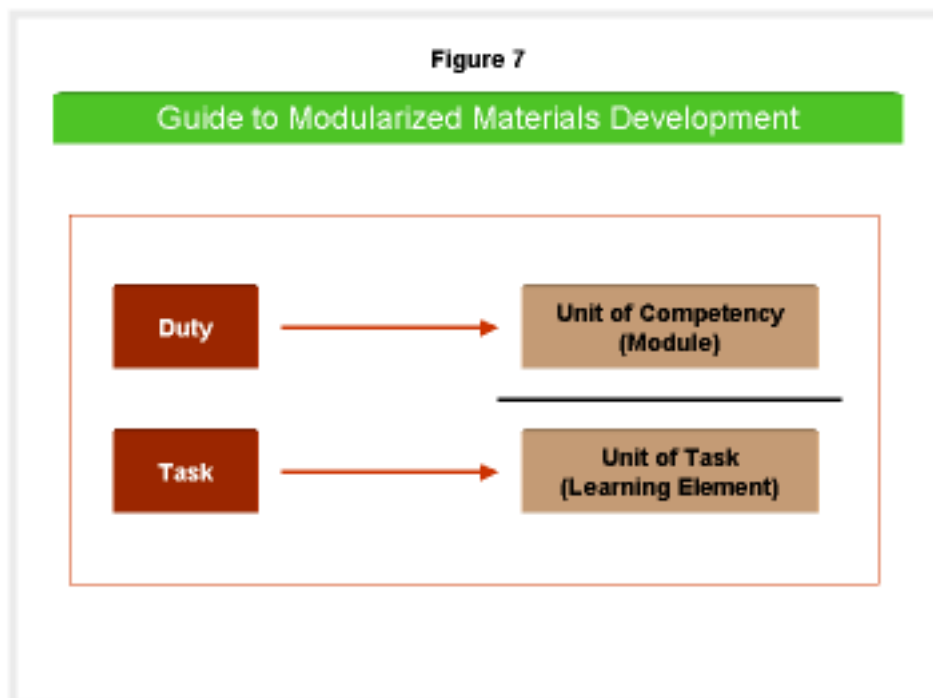 Figure 7
Guide to Modularized Materials Development
Duty
Unit of Competency
(Module)
Task
Unit of Task
(Learning Element)